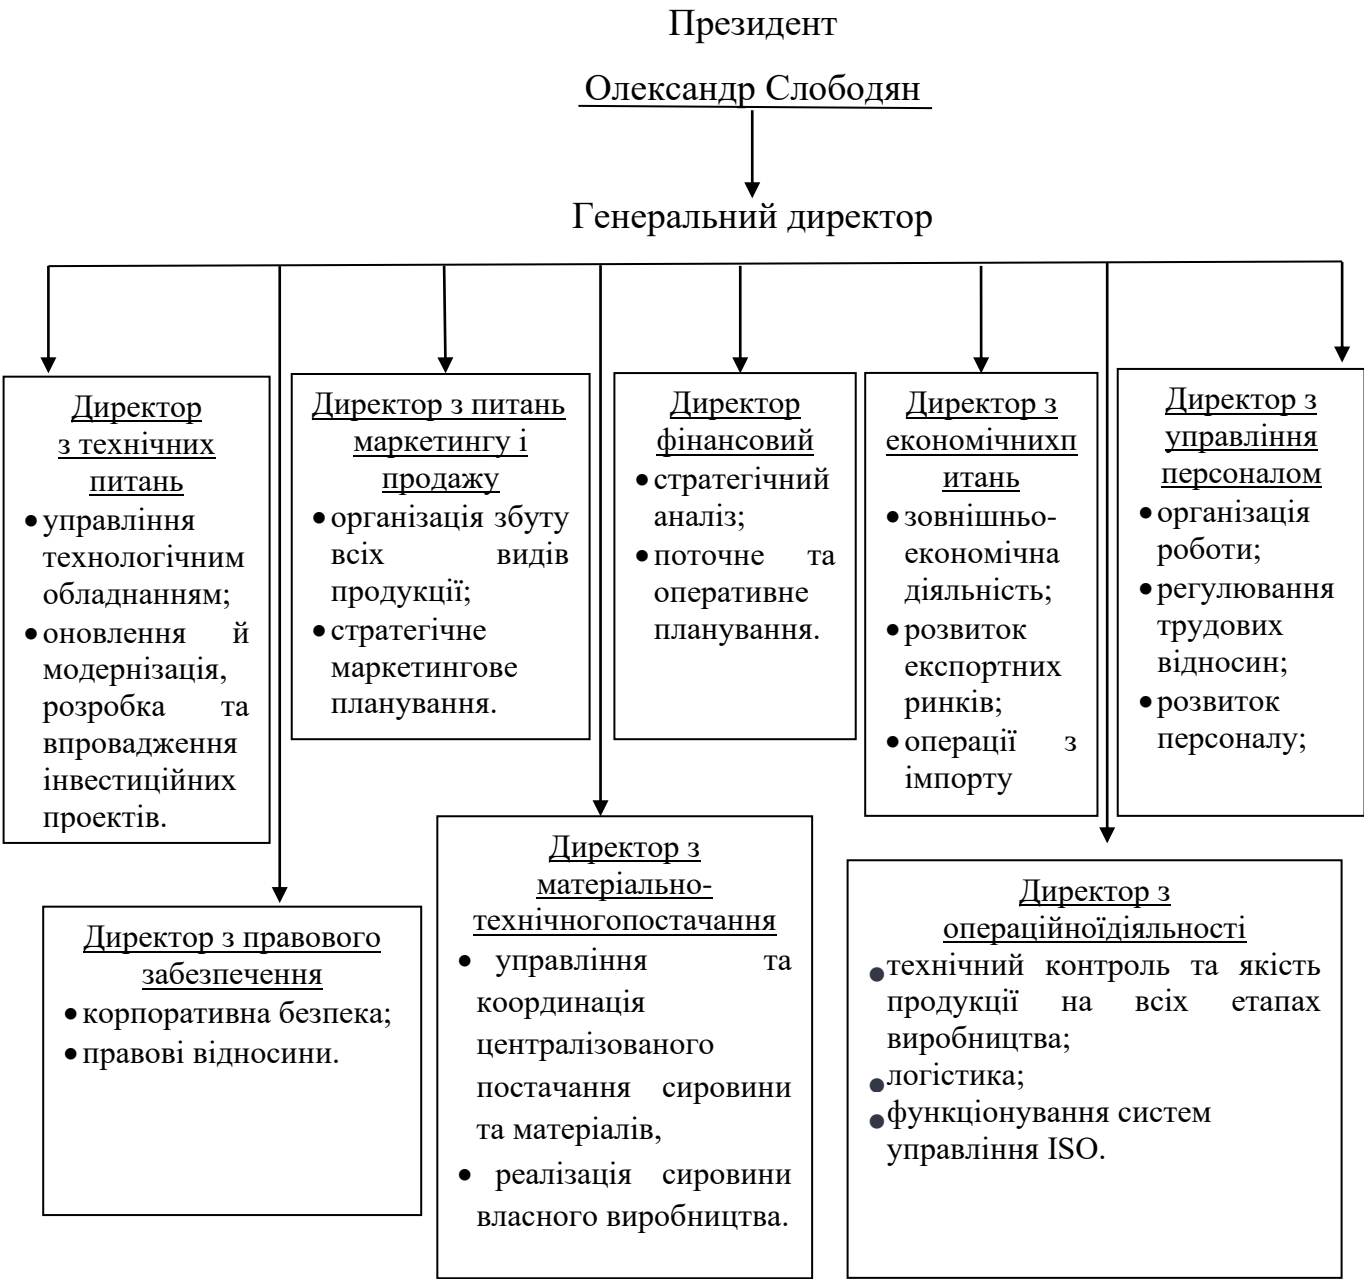 Президент
Олександр Слободян
Генеральний директор
Директор
з технічних
питань
• управління
технологічним
обладнанням;
• оновлення й
модернізація,
розробка та
впровадження
інвестиційних
проектів.
Директор з питань
маркетингу і
продажу
• організація збуту
всіх видів
продукції;
• стратегічне
маркетингове
планування.
Директор
фінансовий
• стратегічний
аналіз;
• поточне та
оперативне
планування.
Директор з
економічнихп
итань
• зовнішньо-
економічна
діяльність;
• розвиток
експортних
ринків;
• операції з
імпорту
Директор з
управління
персоналом
• організація
роботи;
• регулювання
трудових
відносин;
• розвиток
персоналу;
Директор з правового
забезпечення
• корпоративна безпека;
• правові відносини.
Директор з
матеріально-
технічногопостачання
• управління та
координація
централізованого
постачання сировини
та матеріалів,
• реалізація сировини
власного виробництва.
Директор з
операційноїдіяльності
• технічний контроль та якість
продукції на всіх етапах
виробництва;
• логістика;
• функціонування систем
управління ISO.